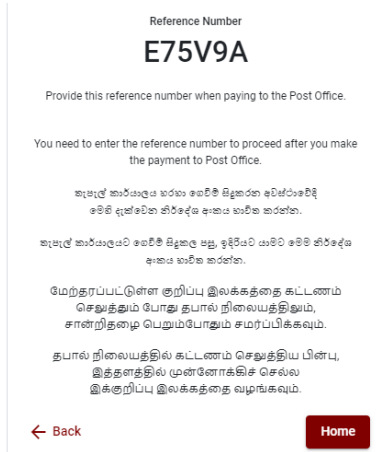 Reference Number
E75V9A
Provide this reference number when paying to the Post Office.
You need to enter the reference number to proceed after you make
the payment to Post Office.
තැපැල් කාර්යාලය හරහා ගෙවීම් සිදුකරන අවස්ථාවේදී
මෙහි දැක්වෙන නිර්දේශ අංකය භාවිත කරන්න.
තැපැල් කාර්යාලයට ගෙවීම් සිදුකල පසු, ඉදිරියට යාමට මෙම නිර්දේශ
අංකය භාවිත කරන්න.
மேற்தரப்பட்டுள்ள குறிப்பு இலக்கத்தை கட்டணம்
செலுத்தும் போது தபால் நிலையத்திலும்,
சான்றிதழை பெறும்போதும் சமர்ப்பிக்கவும்.
தபால் நிலையத்தில் கட்டணம் செலுத்திய பின்பு,
இத்தளத்தில் முன்னோக்கிச் செல்ல
இக்குறிப்பு இலக்கத்தை வழங்கவும்.
Back
Home